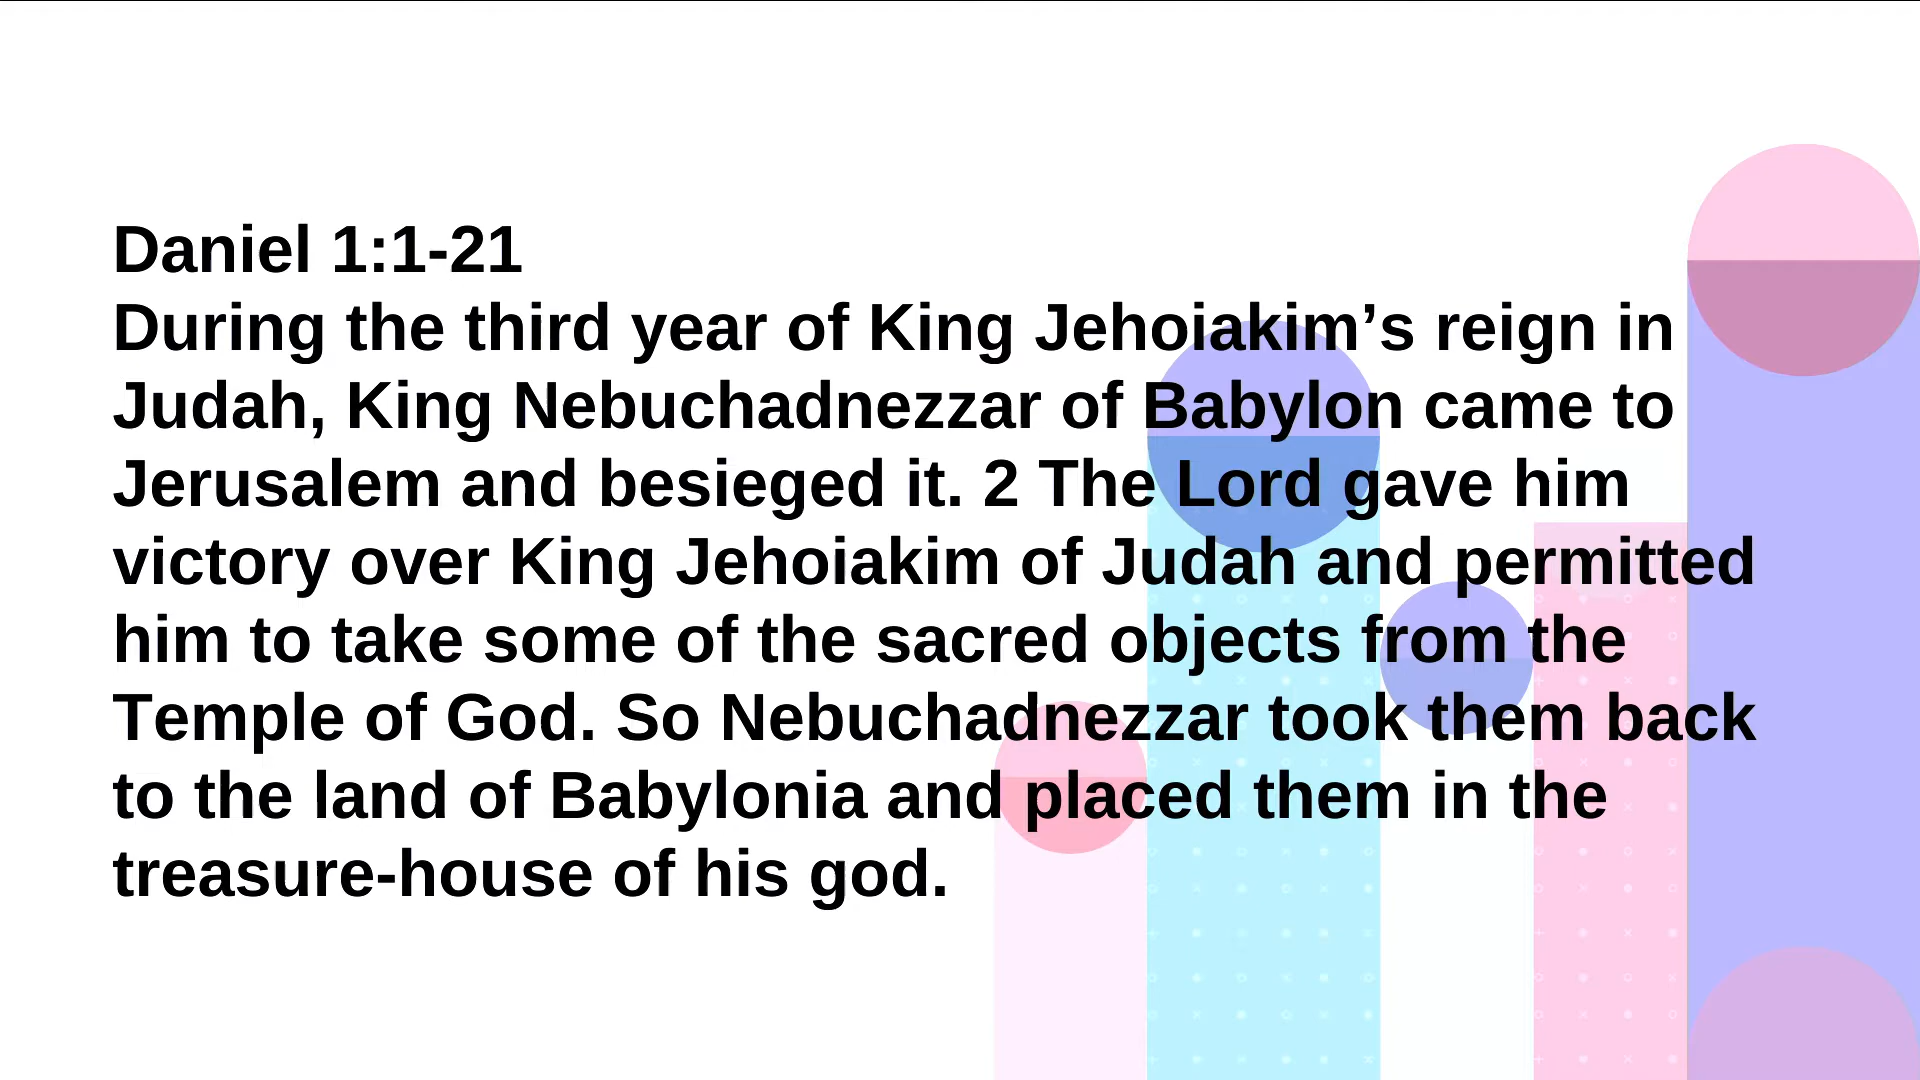 Daniel 1:1-21
During the third year of King Jehoiakim’s reign in
Judah, King Nebuchadnezzar of Babylon came to
Jerusalem and besieged it. 2 The Lord gave him
victory over King Jehoiakim of Judah and permitted
him to take some of the sacred objects from the
Temple of God. So Nebuchadnezzar took them back
to the land of Babylonia and placed them in the
treasure-house of his god.